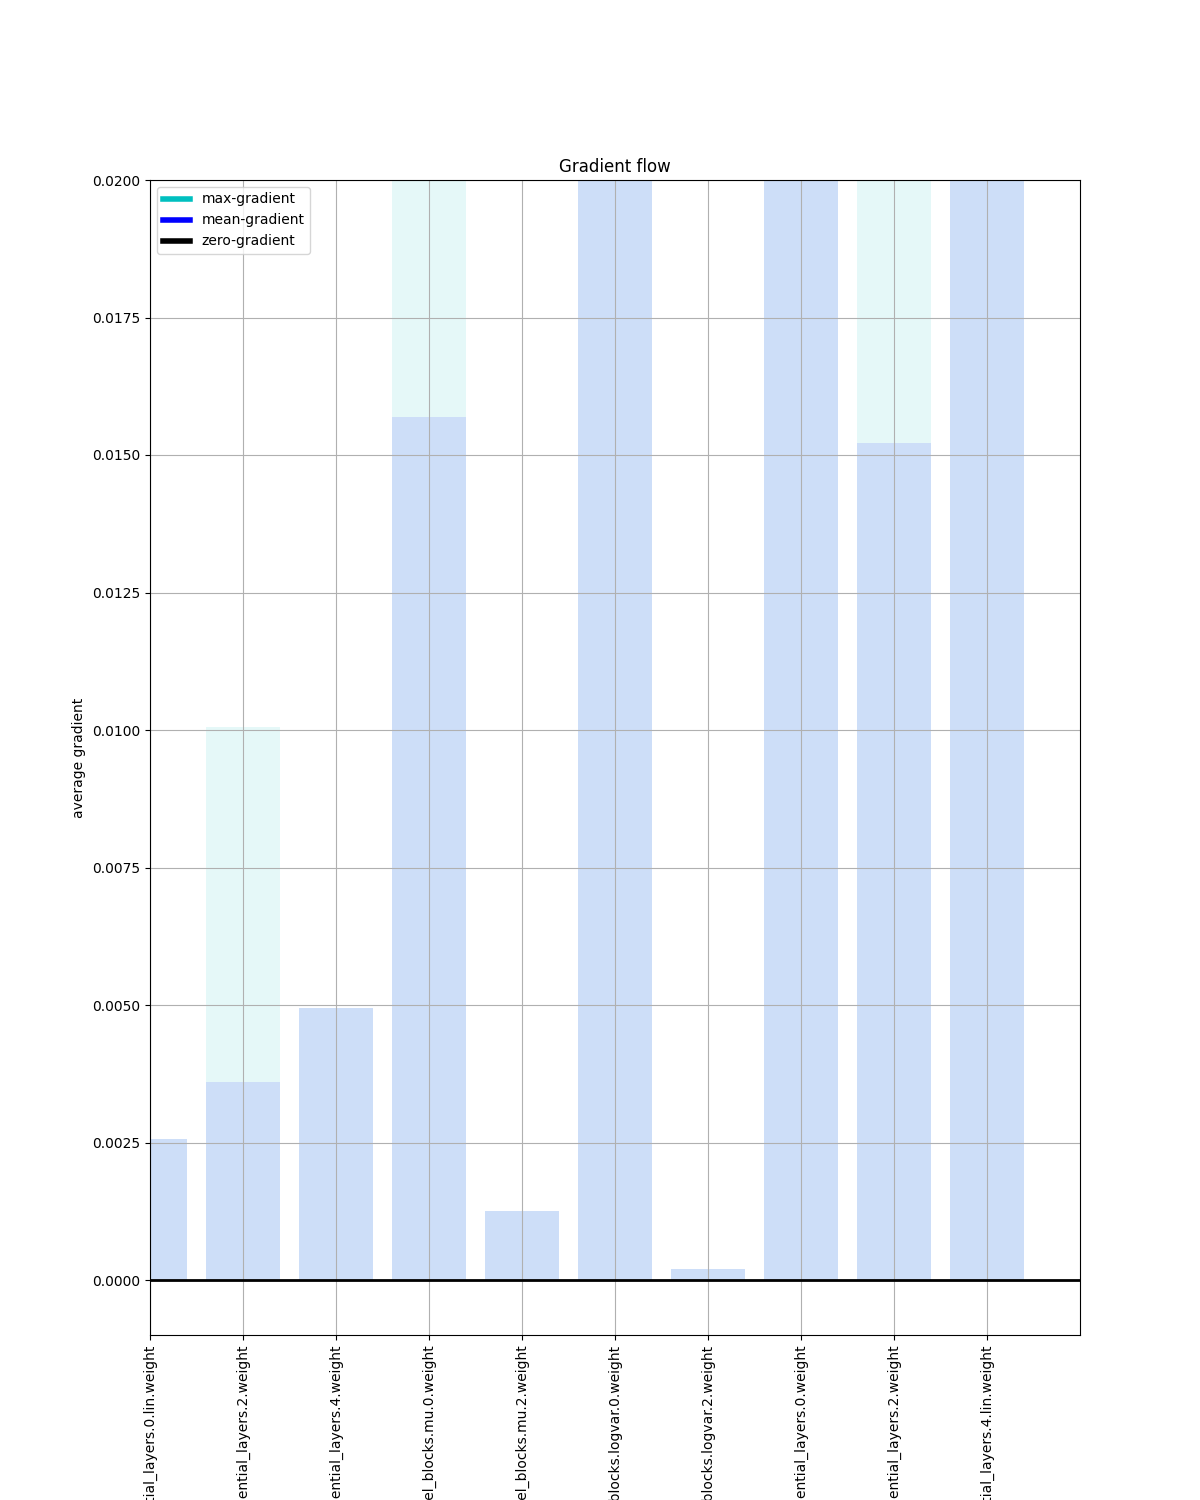 Gradient flow
max-gradient
mean-gradient
zero-gradient
0.0200
0.0175
0.0150
0.0125
0.0100
0.0075
0.0050
0.0025
0.0000
average gradient
tial_layers.0.lin.weight
ential_layers.2.weight
ential_layers.4.weight
el_blocks.mu.0.weight
el_blocks.mu.2.weight
blocks.logvar.0.weight
blocks.logvar.2.weight
ential_layers.0.weight
ential_layers.2.weight
tial_layers.4.lin.weight